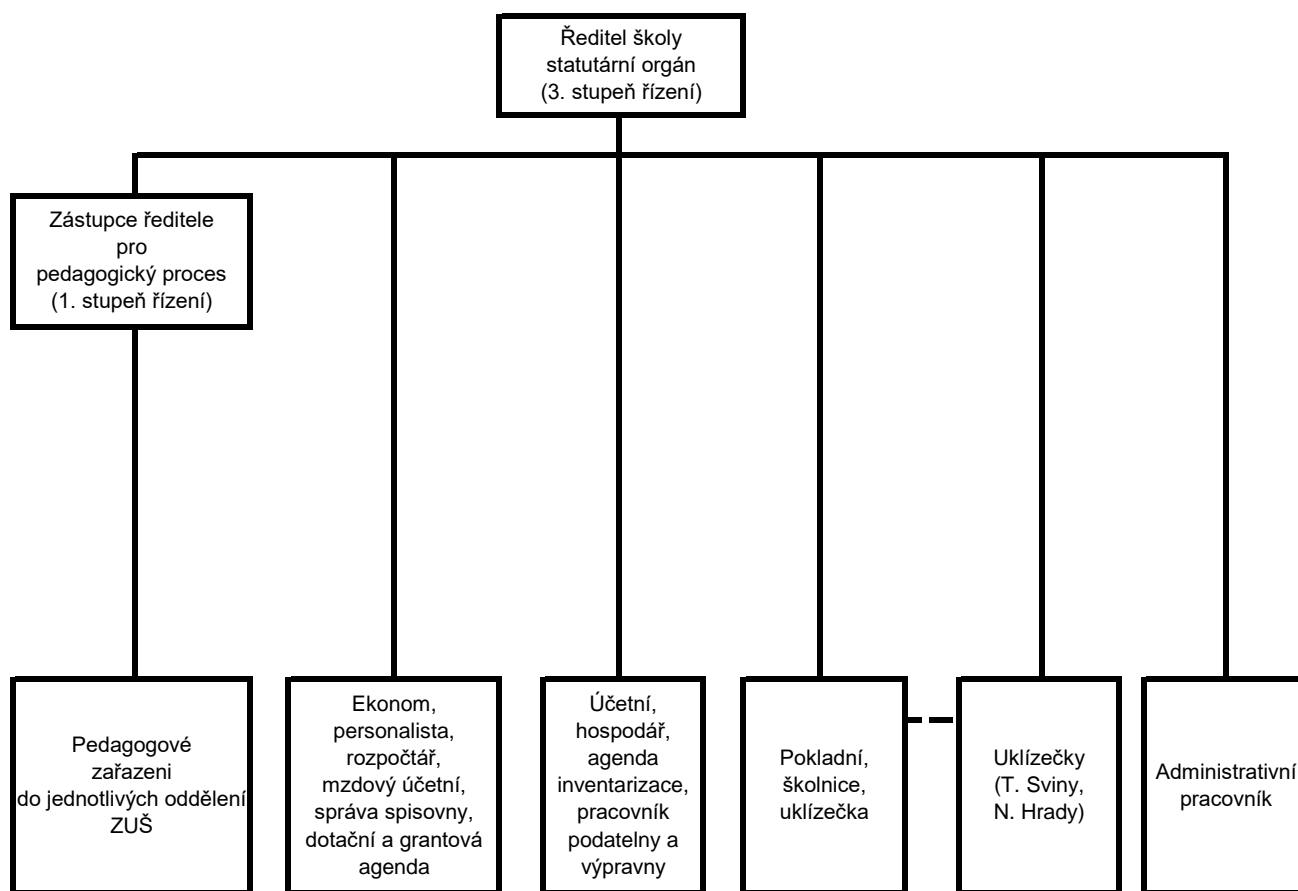 Ředitel školy
statutární orgán
(3. stupeň řízení)
Zástupce ředitele
pro
pedagogický proces
(1. stupeň řízení)
Pedagogové
zařazeni
do jednotlivých oddělení
ZUŠ
Ekonom,
personalista,
rozpočtář,
mzdový účetní,
správa spisovny,
dotační a grantová
agenda
Účetní,
hospodář,
agenda
inventarizace,
pracovník
podatelny a
výpravny
Pokladní,
školnice,
uklízečka
Uklízečky
(T. Sviny,
N. Hrady)
Administrativní
pracovník